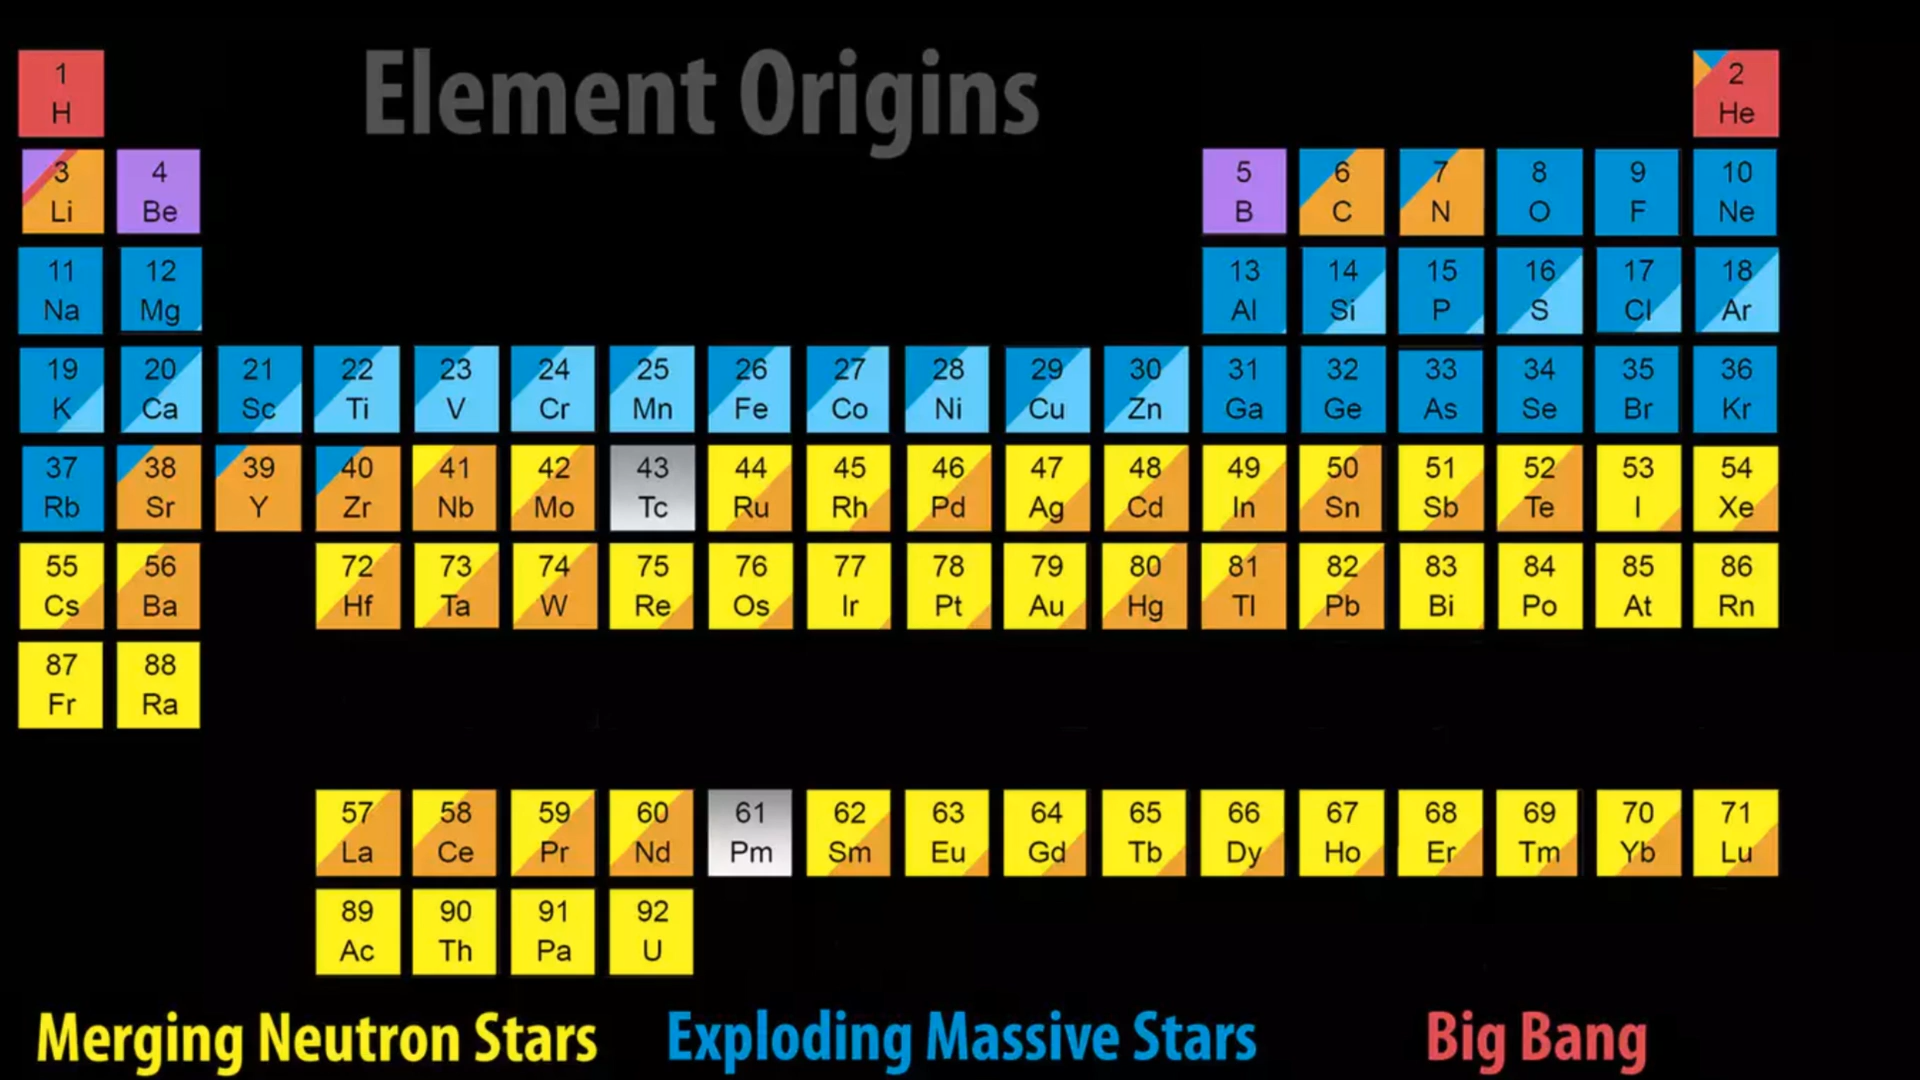 Element Origins
1 2
H He
3 4 5 6 7 8 9 10
Li Be B C N O F Ne
11 12 13 14 15 16 17 18
Na Mg Al Si P S Cl Ar
19 20 21 22 23 24 25 26 27 28 29 30 31 32 33 34 35 36
K Ca Sc Ti V Cr Mn Fe Co Ni Cu Zn Ga Ge As Se Br Kr
37 38 39 40 41 42 43 44 45 46 47 48 49 50 51 52 53 54
Rb Sr Y Zr Nb Mo Tc Ru Rh Pd Ag Cd In Sn Sb Te I Xe
55 56 72 73 74 75 76 77 78 79 80 81 82 83 84 85 86
Cs Ba Hf Ta W Re Os Ir Pt Au Hg Tl Pb Bi Po At Rn
87 88
Fr Ra
57 58 59 60 61 62 63 64 65 66 67 68 69 70 71
La Ce Pr Nd Pm Sm Eu Gd Tb Dy Ho Er Tm Yb Lu
89 90 91 92
Ac Th Pa U
Merging Neutron Stars Exploding Massive Stars Big Bang